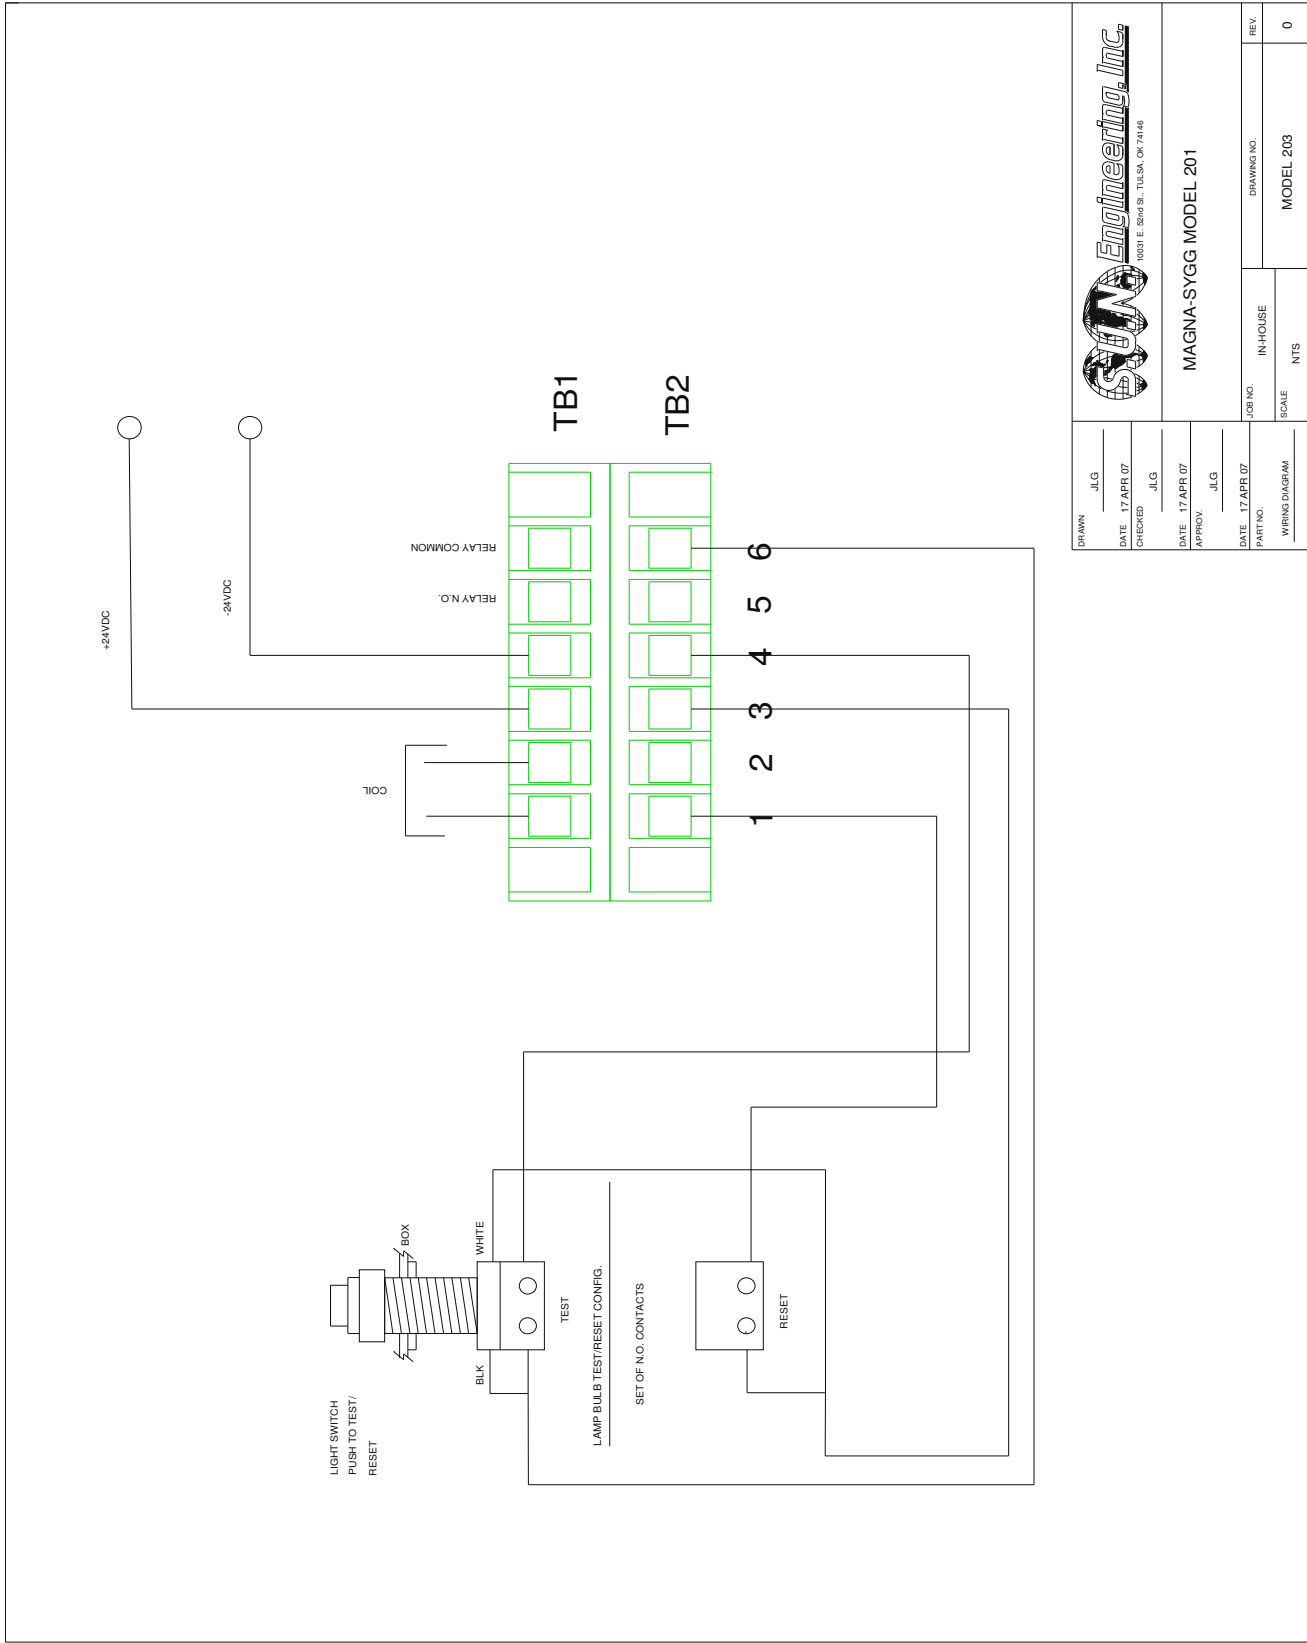 +24VDC
-24VDC
COIL
RELAY N.O.
RELAY COMMON
TB1
TB2
1
2
3
4
5
6
LIGHT SWITCH
PUSH TO TEST/
RESET
BOX
BLK
WHITE
TEST
LAMP BULB TEST/RESET CONFIG.
SET OF N.O. CONTACTS
RESET
DRAWN
JLG
DATE 17 APR 07
CHECKED
JLG
DATE 17 APR 07
APPROV.
JLG
DATE 17 APR 07
PART NO.
WIRING DIAGRAM
S.U.N. Engineering, Inc.
10031 E. 52nd St., TULSA, OK 74146
MAGNA-SYGG MODEL 201
JOB NO.
IN-HOUSE
SCALE
NTS
DRAWING NO.
MODEL 203
REV.
0